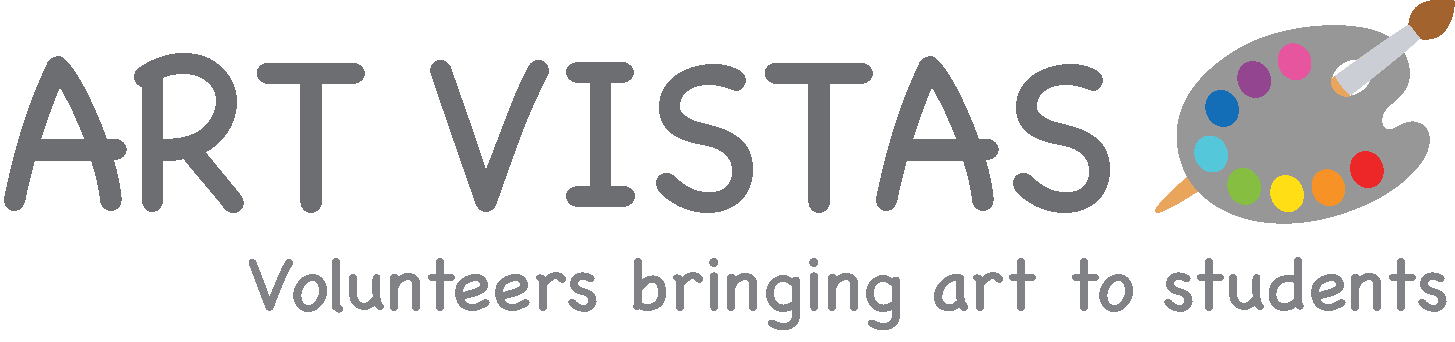 ART VISTAS
Volunteers bringing art to students